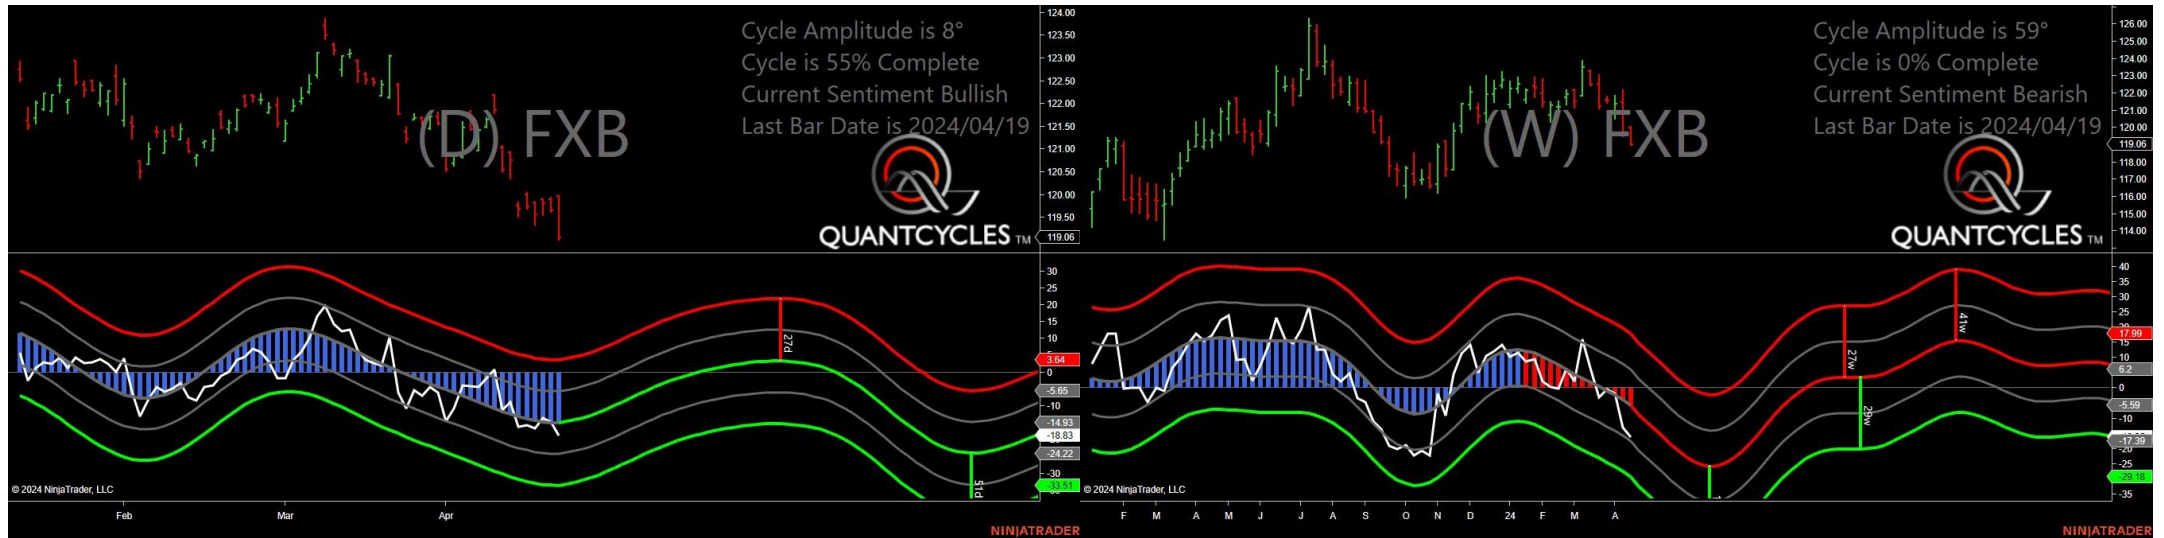 Cycle Amplitude is 8°
Cycle is 55% Complete
Current Sentiment Bullish
Last Bar Date is 2024/04/19
(D) FXB
QUANTCYCLES TM
124.00
123.50
123.00
122.50
122.00
121.50
121.00
120.50
120.00
119.50
119.06
30
25
20
15
10
3.64
0
-5.65
-10
-14.93
-18.83
-24.22
-30
-33.51
27d
51d
© 2024 NinjaTrader, LLC
Feb Mar Apr
NINJATRADER
Cycle Amplitude is 59°
Cycle is 0% Complete
Current Sentiment Bearish
Last Bar Date is 2024/04/19
(W) FXB
QUANTCYCLES TM
126.00
125.00
124.00
123.00
122.00
121.00
120.00
119.06
118.00
117.00
116.00
115.00
114.00
40
35
30
25
17.99
15
10
6.2
0
-5.59
-10
-17.39
-20
-25
-29.18
-35
27w
29w
41w
© 2024 NinjaTrader, LLC
F M A M J J A S O N D 24 F M A
NINJATRADER